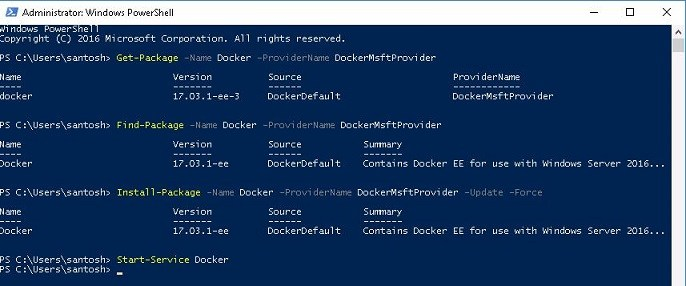 Administrator: Windows PowerShell
Windows PowerShell
Copyright (C) 2016 Microsoft Corporation. All rights reserved.
PS C:\Users\santosh> Get-Package -Name Docker -ProviderName DockerMsftProvider
Name Version Source ProviderName
---- ------- ------ ------------
docker 17.03.1-ee-3 DockerDefault DockerMsftProvider
PS C:\Users\santosh> Find-Package -Name Docker -ProviderName DockerMsftProvider
Name Version Source Summary
---- ------- ------ -------
Docker 17.03.1-ee DockerDefault Contains Docker EE for use with Windows Server 2016...
PS C:\Users\santosh> Install-Package -Name Docker -ProviderName DockerMsftProvider -Update -Force
Name Version Source Summary
---- ------- ------ -------
Docker 17.03.1-ee DockerDefault Contains Docker EE for use with Windows Server 2016...
PS C:\Users\santosh> Start-Service Docker
PS C:\Users\santosh> _